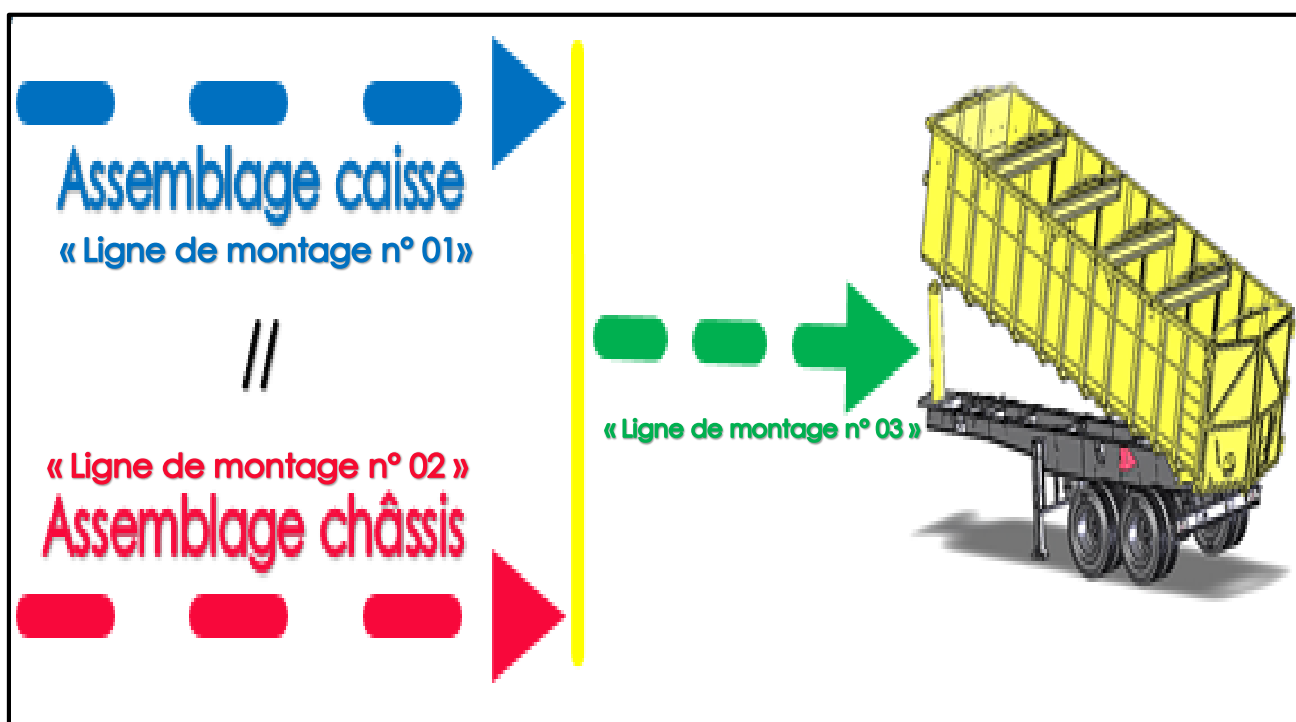 Assemblage caisse
« Ligne de montage n° 01»
//
« Ligne de montage n° 03 »
« Ligne de montage n° 02 »
Assemblage châssis